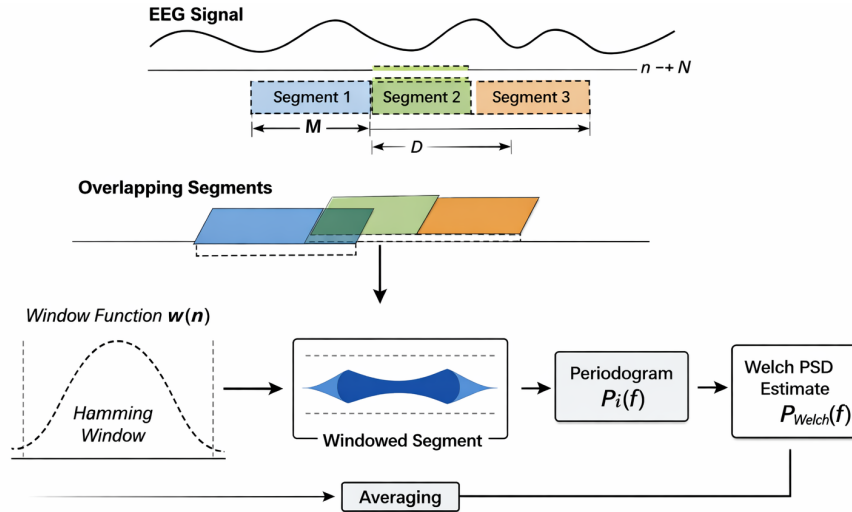 EEG Signal
n -+ N
Segment 1
Segment 2
Segment 3
M
D
Overlapping Segments
Window Function w(n)
Hamming
Window
Windowed Segment
Periodogram
Pi(f)
Welch PSD
Estimate
PWelch(f)
Averaging